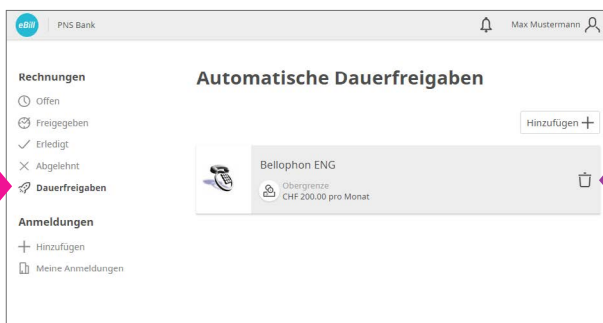 eBill
PNS Bank
Max Mustermann
Rechnungen
Offen
Freigegeben
Erledigt
Abgelehnt
Dauerfreigaben
Anmeldungen
Hinzufügen
Meine Anmeldungen
Automatische Dauerfreigaben
Hinzufügen
Bellophon ENG
Obergrenze
CHF 200.00 pro Monat